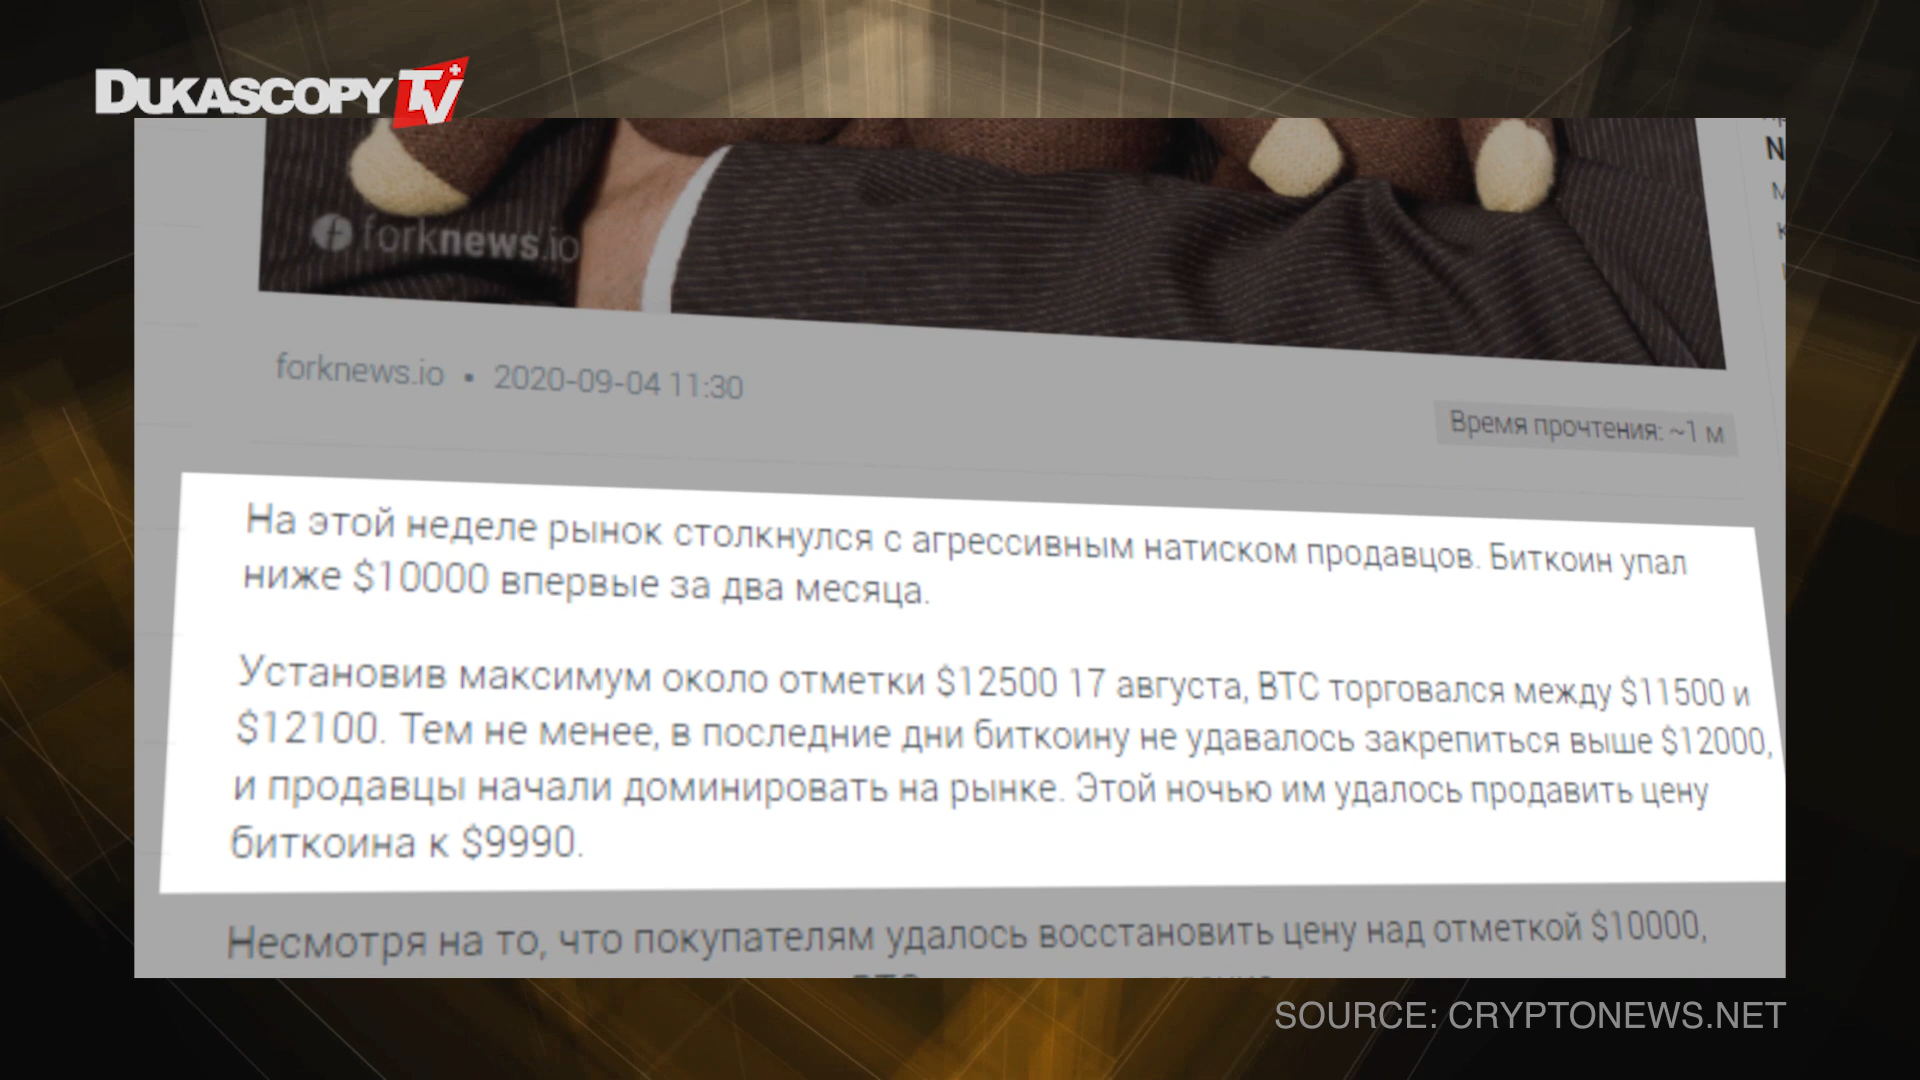 DUKASCOPY TV+
forknews.io
forknews.io • 2020-09-04 11:30
Время прочтения: ~1 м
На этой неделе рынок столкнулся с агрессивным натиском продавцов. Биткоин упал
ниже $10000 впервые за два месяца.
Установив максимум около отметки $12500 17 августа, BTC торговался между $11500 и
$12100. Тем не менее, в последние дни биткоину не удавалось закрепиться выше $12000,
и продавцы начали доминировать на рынке. Этой ночью им удалось продавить цену
биткоина к $9990.
Несмотря на то, что покупателям удалось восстановить цену над отметкой $10000,
SOURCE: CRYPTONEWS.NET